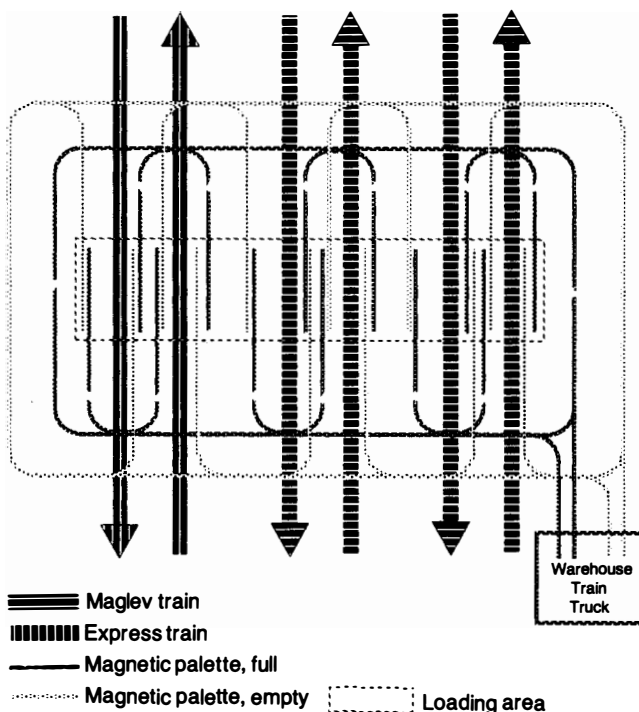 Warehouse
Train
Truck
Maglev train
Express train
Magnetic palette, full
Magnetic palette, empty
Loading area